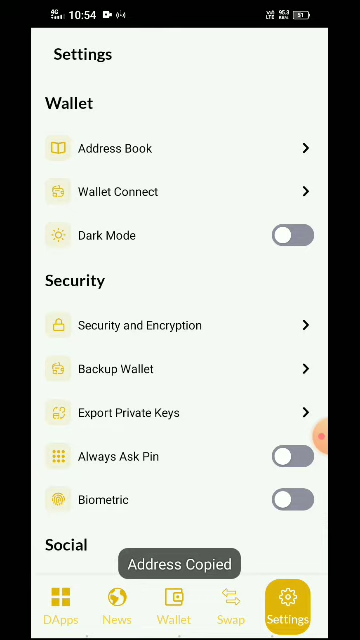 10:54
Settings
Wallet
Address Book
Wallet Connect
Dark Mode
Security
Security and Encryption
Backup Wallet
Export Private Keys
Always Ask Pin
Biometric
Social
Address Copied
DApps News Wallet Swap Settings